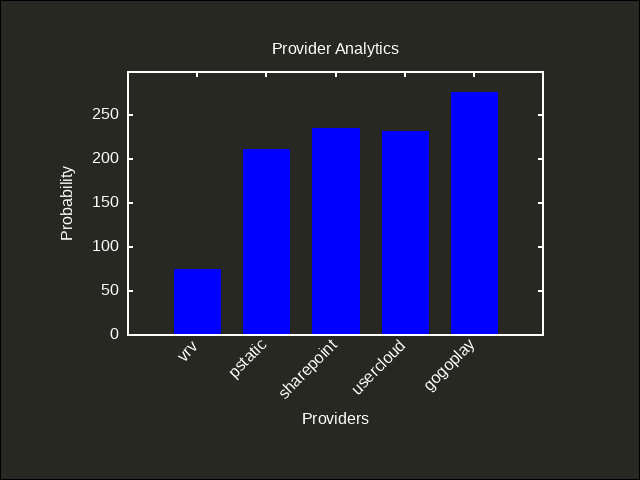 Provider Analytics
250
200
150
100
50
0
Probability
vrv
pstatic
sharepoint
usercloud
gogoplay
Providers